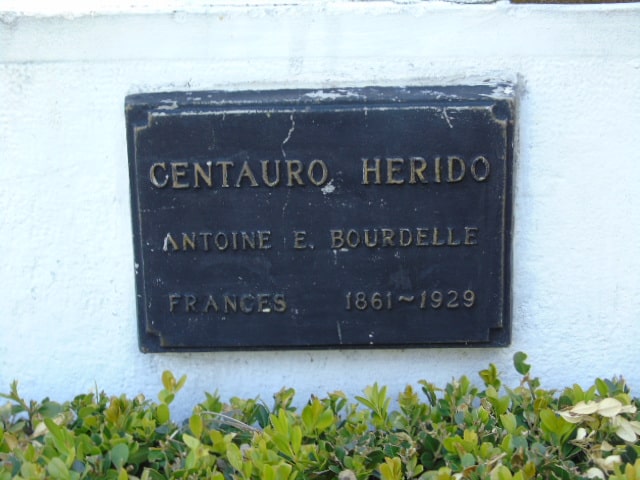 CENTAURO HERIDO
ANTOINE E. BOURDELLE
FRANCES 1861~1929